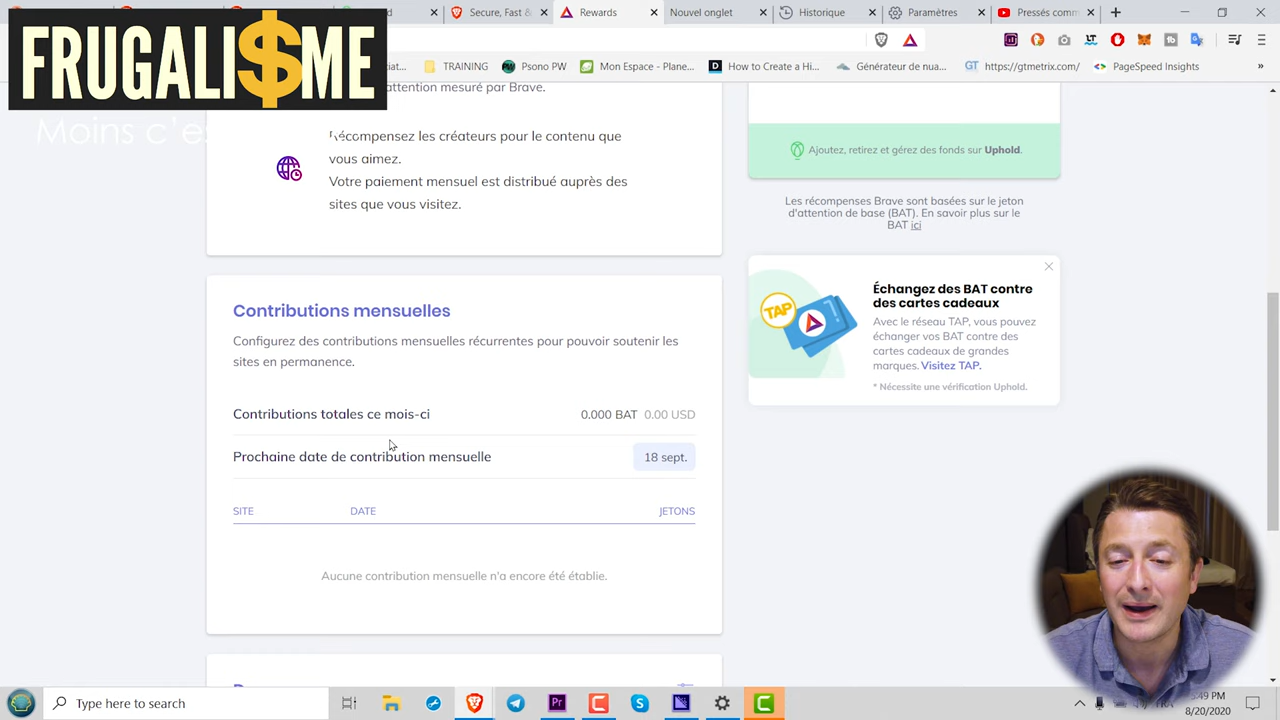 FRUGALI$ME
Moins c'es
Secure, Fast &
Rewards
Nouvel onglet
Historique
Paramètres
Pressés comm
TRAINING
Psono PW
Mon Espace - Plane...
How to Create a Hi...
Générateur de nua...
https://gtmetrix.com/
PageSpeed Insights
attention mesuré par Brave.
Récompensez les créateurs pour le contenu que
vous aimez.
Votre paiement mensuel est distribué auprès des
sites que vous visitez.
Ajoutez, retirez et gérez des fonds sur Uphold.
Les récompenses Brave sont basées sur le jeton
d'attention de base (BAT). En savoir plus sur le
BAT ici
Contributions mensuelles
Configurez des contributions mensuelles récurrentes pour pouvoir soutenir les
sites en permanence.
Contributions totales ce mois-ci 0.000 BAT 0.00 USD
Prochaine date de contribution mensuelle 18 sept.
SITE DATE JETONS
Aucune contribution mensuelle n'a encore été établie.
TAP
Échangez des BAT contre
des cartes cadeaux
Avec le réseau TAP, vous pouvez
échanger vos BAT contre des
cartes cadeaux de grandes
marques. Visitez TAP.
* Nécessite une vérification Uphold.
Type here to search
:49 PM
8/20/2020